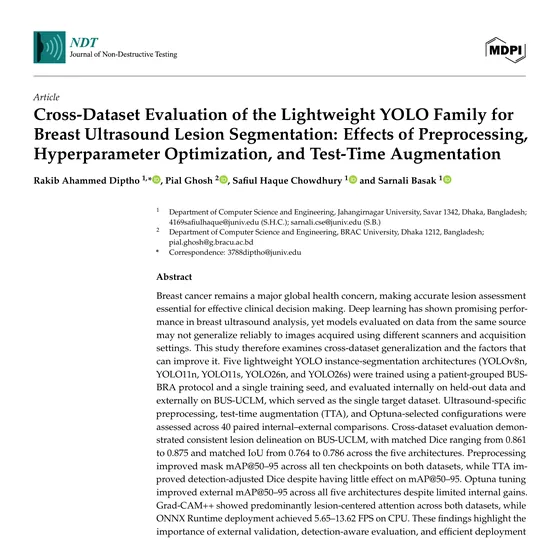 NDT
Journal of Non-Destructive Testing
MDPI
Article
Cross-Dataset Evaluation of the Lightweight YOLO Family for
Breast Ultrasound Lesion Segmentation: Effects of Preprocessing,
Hyperparameter Optimization, and Test-Time Augmentation
Rakib Ahammed Diptho 1,*, Pial Ghosh 2, Safiul Haque Chowdhury 1 and Sarnali Basak 1
1 Department of Computer Science and Engineering, Jahangirnagar University, Savar 1342, Dhaka, Bangladesh;
4169safiulhaque@juniv.edu (S.H.C.); sarnali.cse@juniv.edu (S.B.)
2 Department of Computer Science and Engineering, BRAC University, Dhaka 1212, Bangladesh;
pial.ghosh@g.bracu.ac.bd
* Correspondence: 3788diptho@juniv.edu
Abstract
Breast cancer remains a major global health concern, making accurate lesion assessment
essential for effective clinical decision making. Deep learning has shown promising perfor-
mance in breast ultrasound analysis, yet models evaluated on data from the same source
may not generalize reliably to images acquired using different scanners and acquisition
settings. This study therefore examines cross-dataset generalization and the factors that
can improve it. Five lightweight YOLO instance-segmentation architectures (YOLOv8n,
YOLO11n, YOLO11s, YOLO26n, and YOLO26s) were trained using a patient-grouped BUS-
BRA protocol and a single training seed, and evaluated internally on held-out data and
externally on BUS-UCLM, which served as the single target dataset. Ultrasound-specific
preprocessing, test-time augmentation (TTA), and Optuna-selected configurations were
assessed across 40 paired internal–external comparisons. Cross-dataset evaluation demon-
strated consistent lesion delineation on BUS-UCLM, with matched Dice ranging from 0.861
to 0.875 and matched IoU from 0.764 to 0.786 across the five architectures. Preprocessing
improved mask mAP@50–95 across all ten checkpoints on both datasets, while TTA im-
proved detection-adjusted Dice despite having little effect on mAP@50–95. Optuna tuning
improved external mAP@50–95 across all five architectures despite limited internal gains.
Grad-CAM++ showed predominantly lesion-centered attention across both datasets, while
ONNX Runtime deployment achieved 5.65–13.62 FPS on CPU. These findings highlight the
importance of external validation, detection-aware evaluation, and efficient deployment